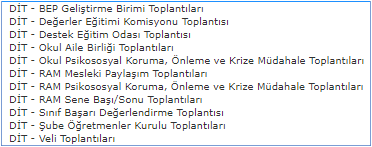 DİT - BEP Geliştirme Birimi Toplantıları
DİT - Değerler Eğitimi Komisyonu Toplantısı
DİT - Destek Eğitim Odası Toplantısı
DİT - Okul Aile Birliği Toplantıları
DİT - Okul Psikososyal Koruma, Önleme ve Krize Müdahale Toplantıları
DİT - RAM Mesleki Paylaşım Toplantıları
DİT - RAM Psikososyal Koruma, Önleme ve Krize Müdahale Toplantıları
DİT - RAM Sene Başı/Sonu Toplantıları
DİT - Sınıf Başarı Değerlendirme Toplantısı
DİT - Şube Öğretmenler Kurulu Toplantıları
DİT - Veli Toplantıları